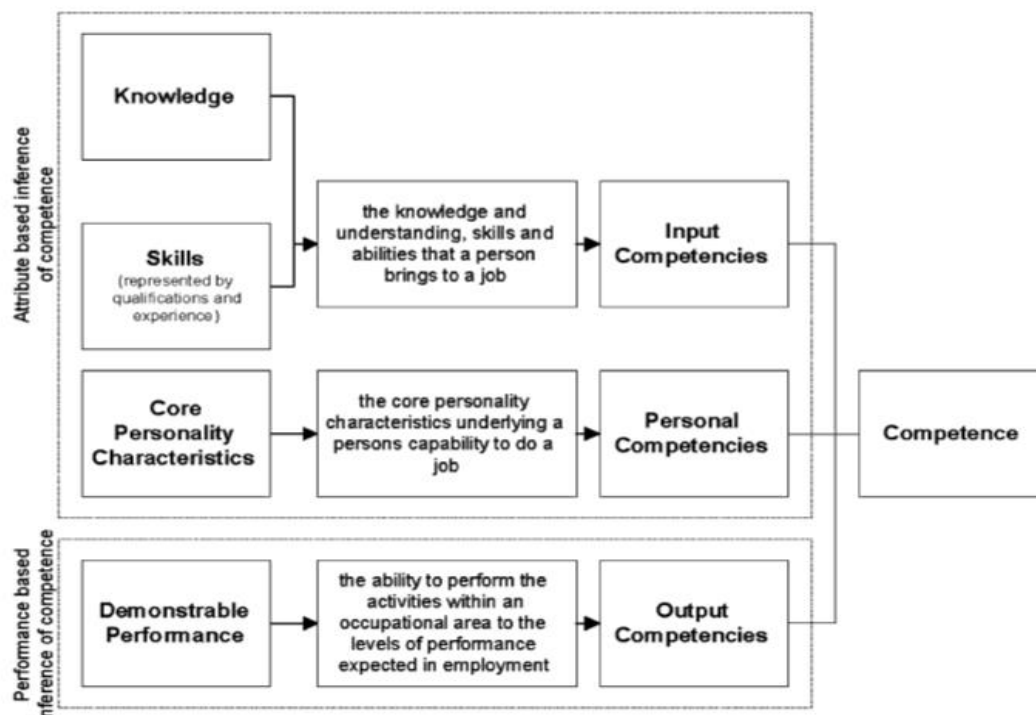 Attribute based inference
of competence
Knowledge
Skills
(represented by
qualifications and
experience)
the knowledge and
understanding, skills and
abilities that a person
brings to a job
Input
Competencies
Core
Personality
Characteristics
the core personality
characteristics underlying a
persons capability to do a
job
Personal
Competencies
Competence
Performance based
inference of competence
Demonstrable
Performance
the ability to perform the
activities within an
occupational area to the
levels of performance
expected in employment
Output
Competencies